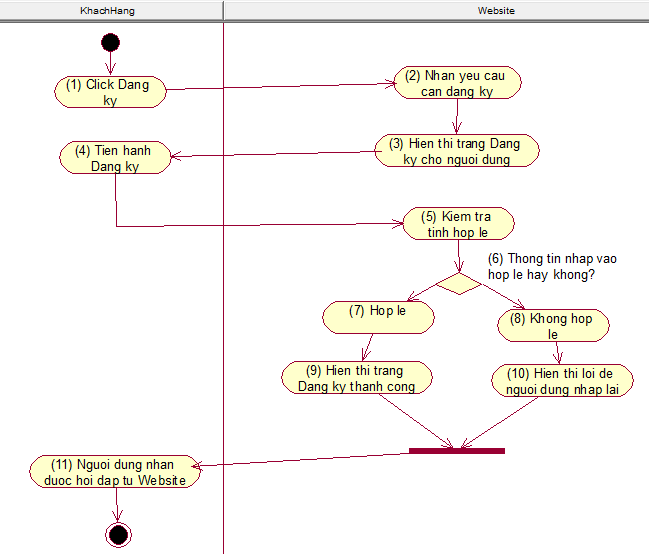 KhachHang
Website
(1) Click Dang
ky
(2) Nhan yeu cau
can dang ky
(3) Hien thi trang Dang
ky cho nguoi dung
(4) Tien hanh
Dang ky
(5) Kiem tra
tinh hop le
(6) Thong tin nhap vao
hop le hay khong?
(7) Hop le
(8) Khong hop
le
(9) Hien thi trang
Dang ky thanh cong
(10) Hien thi loi de
nguoi dung nhap lai
(11) Nguoi dung nhan
duoc hoi dap tu Website